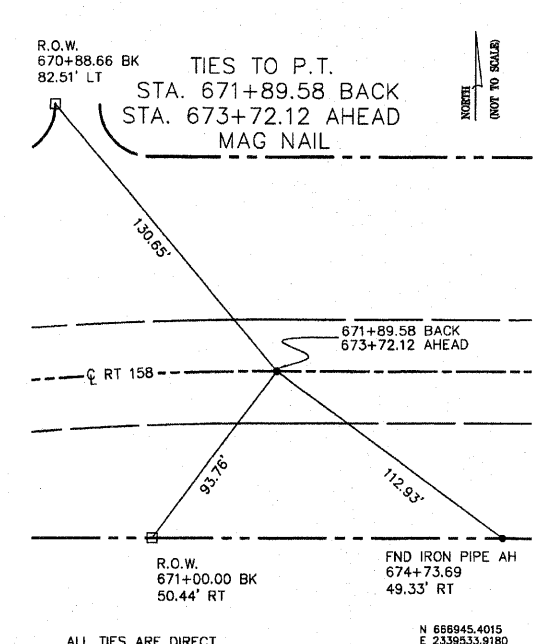 R.O.W.
670+88.66 BK
82.51' LT
TIES TO P.T.
STA. 671+89.58 BACK
STA. 673+72.12 AHEAD
MAG NAIL
NORTH
(NOT TO SCALE)
130.65'
671+89.58 BACK
673+72.12 AHEAD
℄ RT 158
93.76'
112.93'
R.O.W.
671+00.00 BK
50.44' RT
FND IRON PIPE AH
674+73.69
49.33' RT
N 666945.4015
E 2339533.9180
ALL TIES ARE DIRECT